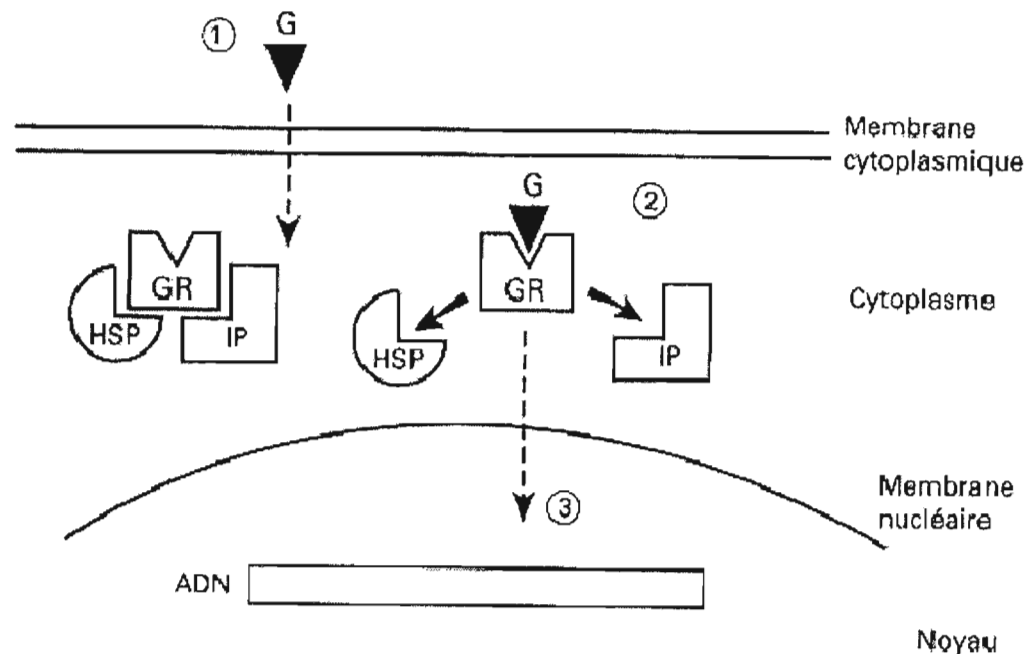 ① G
Membrane
cytoplasmique
G ②
GR
HSP IP
GR
HSP IP
Cytoplasme
③
Membrane
nucléaire
ADN
Noyau